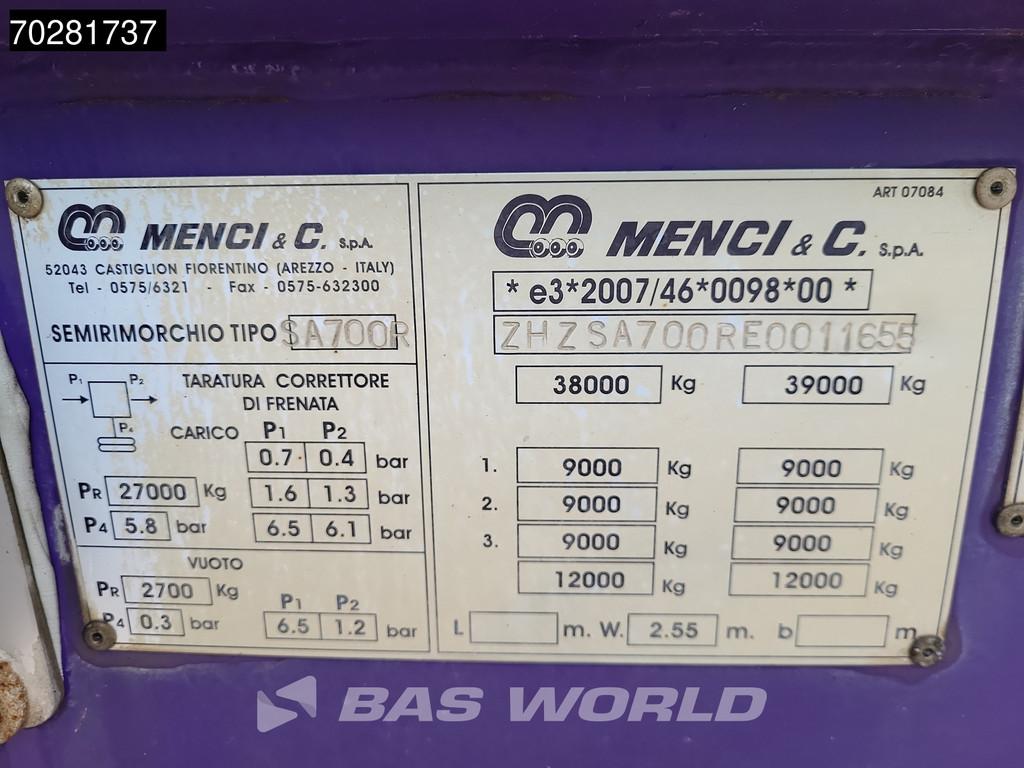 70281737
MENCI & C. S.p.A.
52043 CASTIGLION FIORENTINO (AREZZO - ITALY)
Tel - 0575/6321 - Fax - 0575-632300
SEMIRIMORCHIO TIPO SA700R
P1 P2
P4
TARATURA CORRETTORE
DI FRENATA
CARICO P1 P2
0.7 0.4 bar
PR 27000 Kg 1.6 1.3 bar
P4 5.8 bar 6.5 6.1 bar
VUOTO
PR 2700 Kg P1 P2
P4 0.3 bar 6.5 1.2 bar
ART 07084
MENCI & C. S.p.A.
* e3*2007/46*0098*00 *
ZHZSA700RE0011655
38000 Kg 39000 Kg
1. 9000 Kg 9000 Kg
2. 9000 Kg 9000 Kg
3. 9000 Kg 9000 Kg
12000 Kg 12000 Kg
L m. W. 2.55 m. b m
BAS WORLD